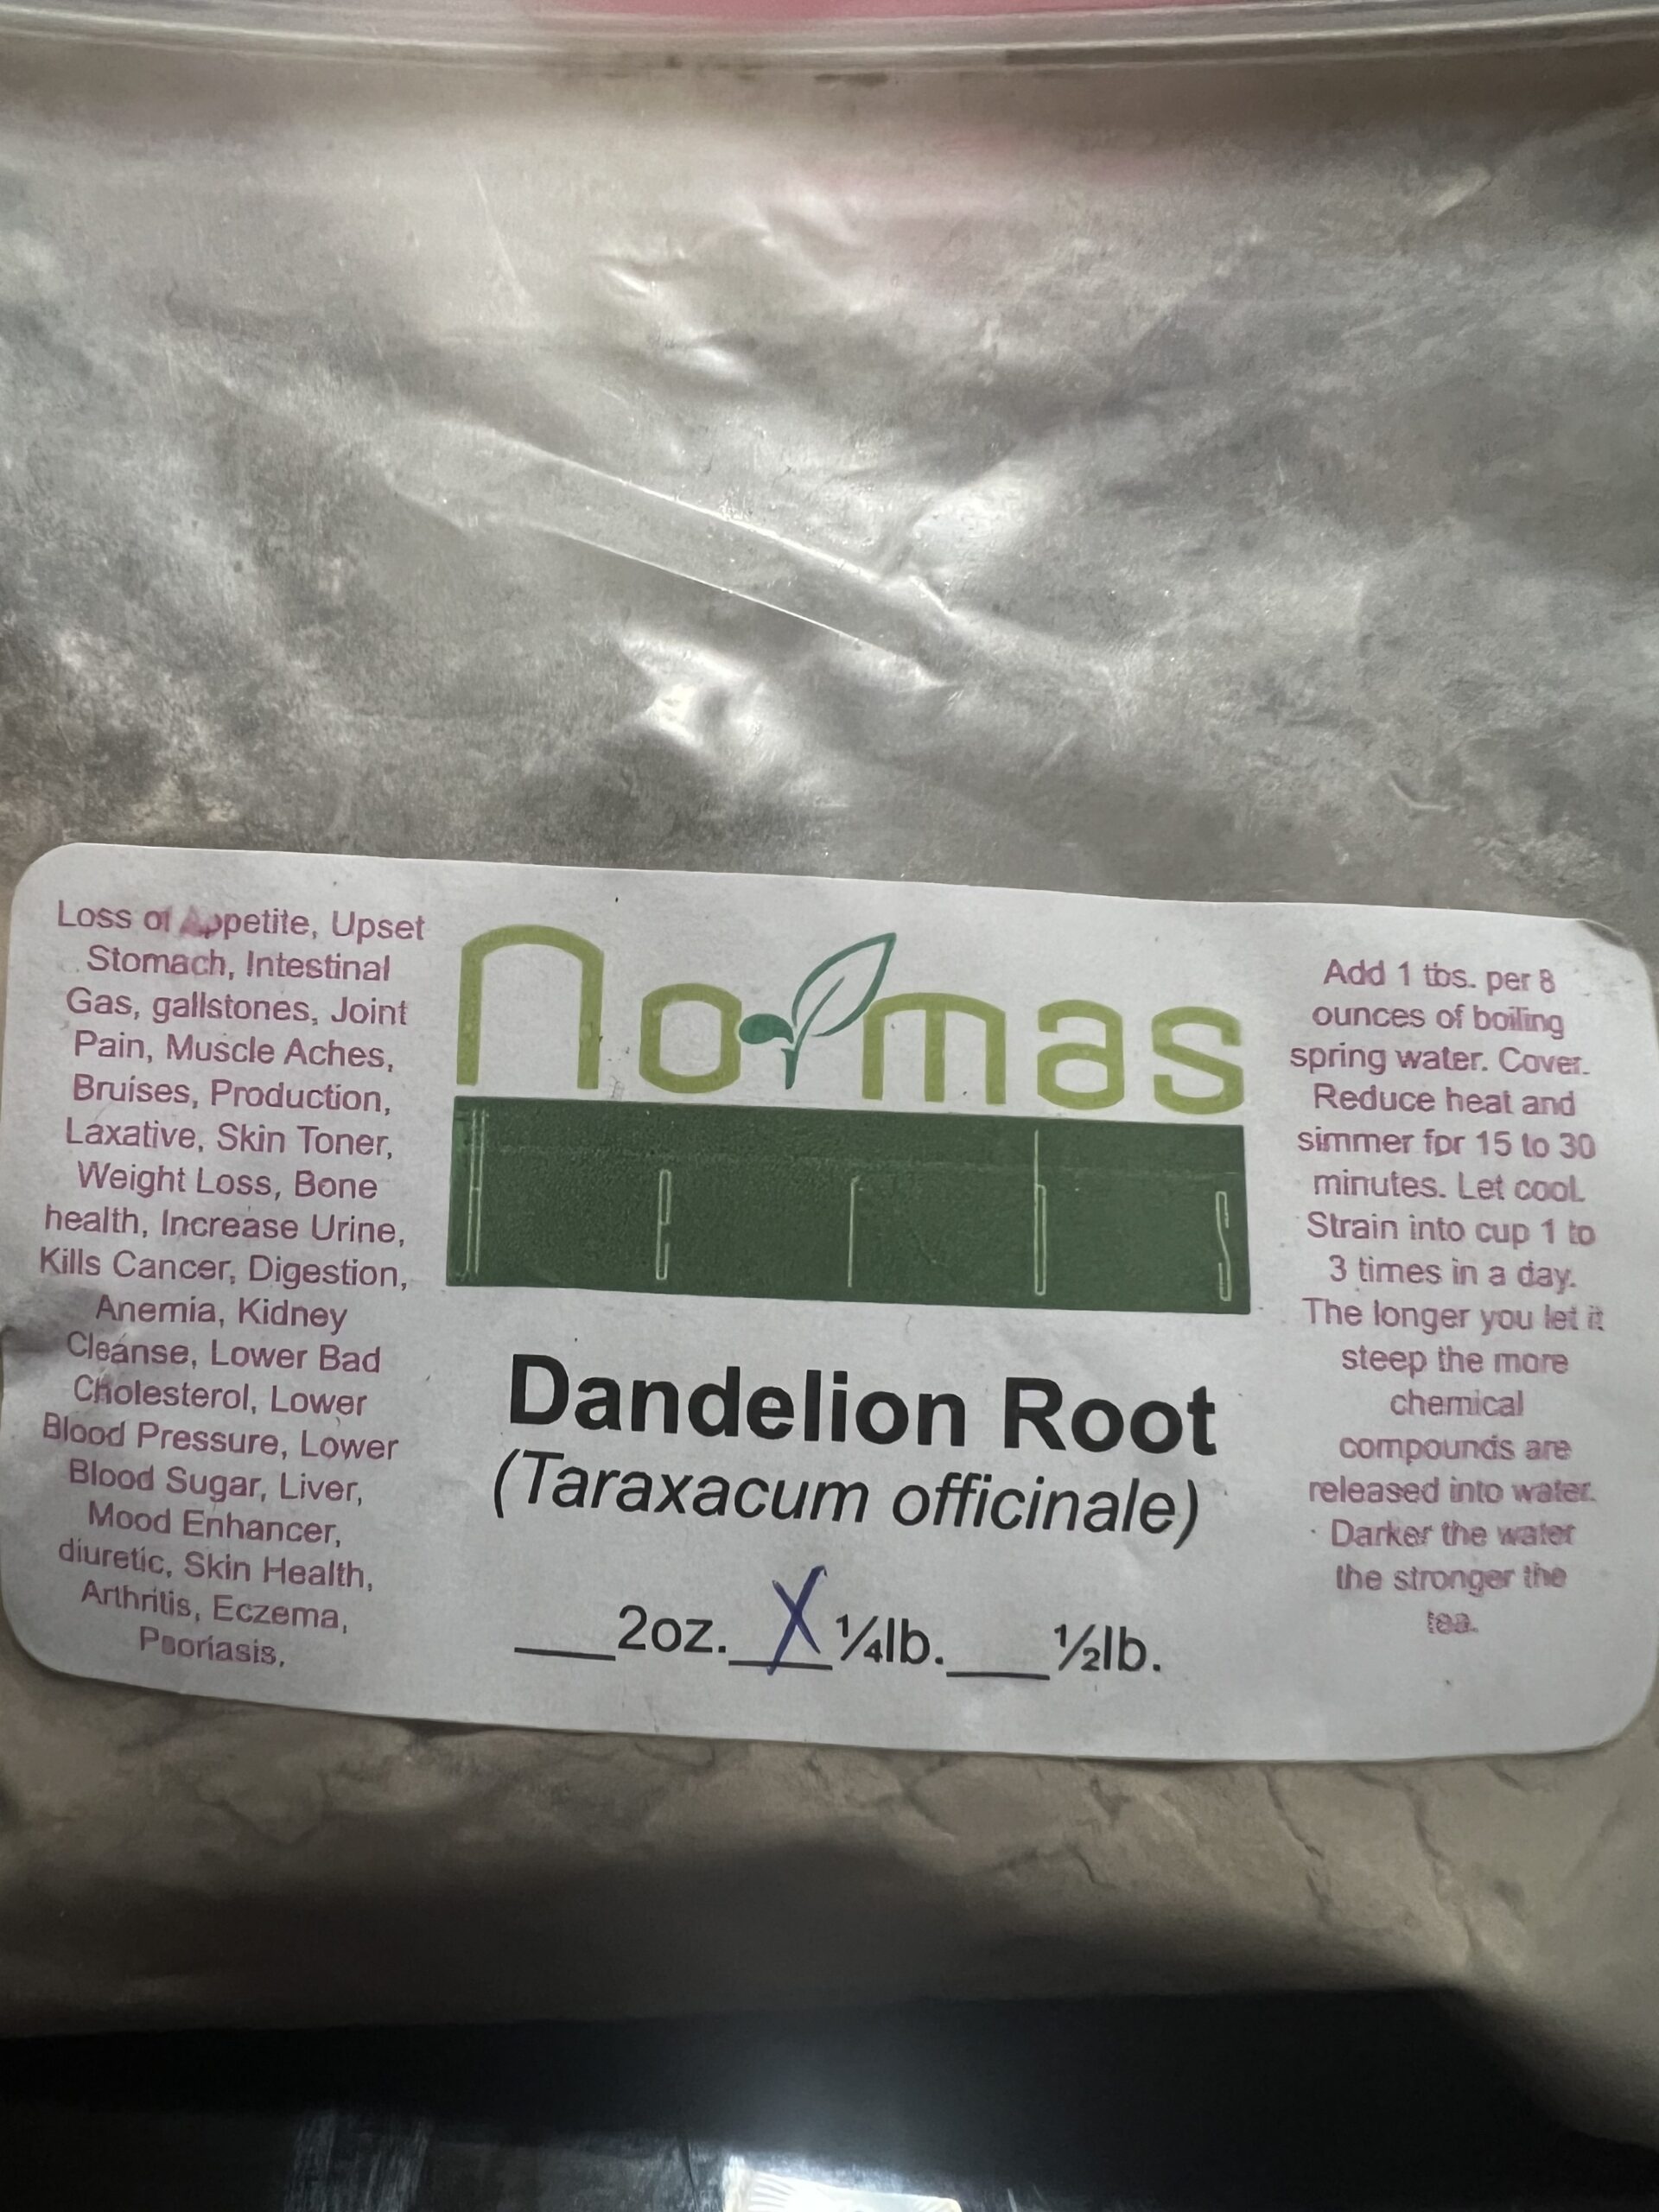 Loss of Appetite, Upset
Stomach, Intestinal
Gas, gallstones, Joint
Pain, Muscle Aches,
Bruises, Production,
Laxative, Skin Toner,
Weight Loss, Bone
health, Increase Urine,
Kills Cancer, Digestion,
Anemia, Kidney
Cleanse, Lower Bad
Cholesterol, Lower
Blood Pressure, Lower
Blood Sugar, Liver,
Mood Enhancer,
diuretic, Skin Health,
Arthritis, Eczema,
Psoriasis,
Normas
Dandelion Root
(Taraxacum officinale)
___2oz.__X_¼lb.___½lb.
Add 1 tbs. per 8
ounces of boiling
spring water. Cover.
Reduce heat and
simmer for 15 to 30
minutes. Let cool.
Strain into cup 1 to
3 times in a day.
The longer you let it
steep the more
chemical
compounds are
released into water.
Darker the water
the stronger the
tea.